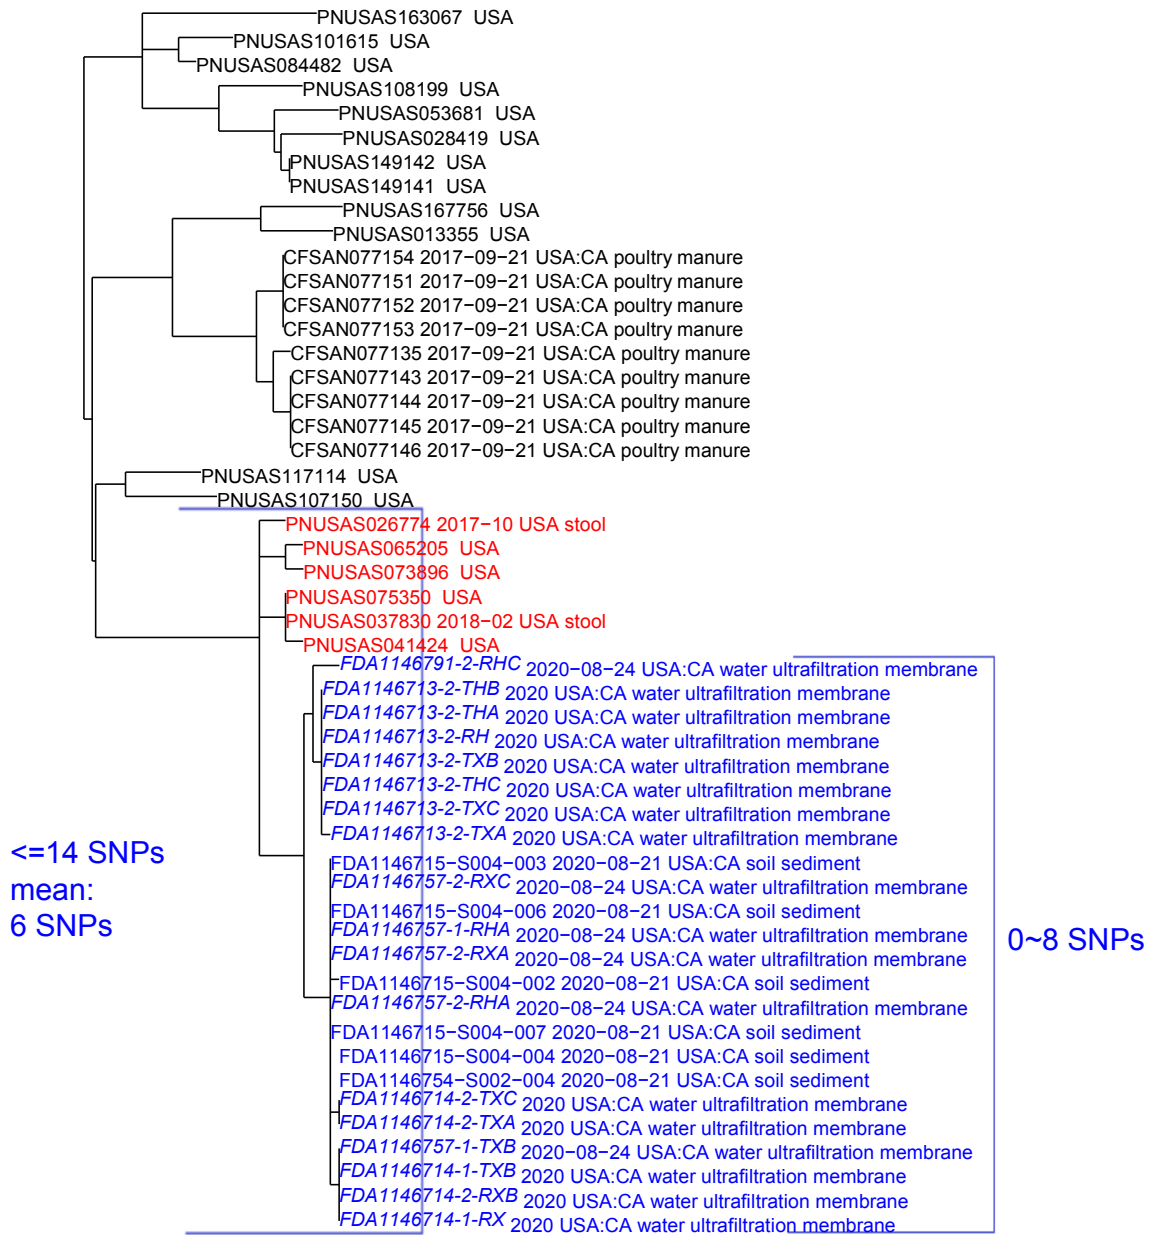 PNUSAS163067 USA
PNUSAS101615 USA
PNUSAS084482 USA
PNUSAS108199 USA
PNUSAS053681 USA
PNUSAS028419 USA
PNUSAS149142 USA
PNUSAS149141 USA
PNUSAS167756 USA
PNUSAS013355 USA
CFSAN077154 2017−09−21 USA:CA poultry manure
CFSAN077151 2017−09−21 USA:CA poultry manure
CFSAN077152 2017−09−21 USA:CA poultry manure
CFSAN077153 2017−09−21 USA:CA poultry manure
CFSAN077135 2017−09−21 USA:CA poultry manure
CFSAN077143 2017−09−21 USA:CA poultry manure
CFSAN077144 2017−09−21 USA:CA poultry manure
CFSAN077145 2017−09−21 USA:CA poultry manure
CFSAN077146 2017−09−21 USA:CA poultry manure
PNUSAS117114 USA
PNUSAS107150 USA
PNUSAS026774 2017−10 USA stool
PNUSAS065205 USA
PNUSAS073896 USA
PNUSAS075350 USA
PNUSAS037830 2018−02 USA stool
PNUSAS041424 USA
FDA1146791-2-RHC 2020−08−24 USA:CA water ultrafiltration membrane
FDA1146713-2-THB 2020 USA:CA water ultrafiltration membrane
FDA1146713-2-THA 2020 USA:CA water ultrafiltration membrane
FDA1146713-2-RH 2020 USA:CA water ultrafiltration membrane
FDA1146713-2-TXB 2020 USA:CA water ultrafiltration membrane
FDA1146713-2-THC 2020 USA:CA water ultrafiltration membrane
FDA1146713-2-TXC 2020 USA:CA water ultrafiltration membrane
FDA1146713-2-TXA 2020 USA:CA water ultrafiltration membrane
FDA1146715−S004−003 2020−08−21 USA:CA soil sediment
FDA1146757-2-RXC 2020−08−24 USA:CA water ultrafiltration membrane
FDA1146715−S004−006 2020−08−21 USA:CA soil sediment
FDA1146757-1-RHA 2020−08−24 USA:CA water ultrafiltration membrane
FDA1146757-2-RXA 2020−08−24 USA:CA water ultrafiltration membrane
FDA1146715−S004−002 2020−08−21 USA:CA soil sediment
FDA1146757-2-RHA 2020−08−24 USA:CA water ultrafiltration membrane
FDA1146715−S004−007 2020−08−21 USA:CA soil sediment
FDA1146715−S004−004 2020−08−21 USA:CA soil sediment
FDA1146754−S002−004 2020−08−21 USA:CA soil sediment
FDA1146714-2-TXC 2020 USA:CA water ultrafiltration membrane
FDA1146714-2-TXA 2020 USA:CA water ultrafiltration membrane
FDA1146757-1-TXB 2020−08−24 USA:CA water ultrafiltration membrane
FDA1146714-1-TXB 2020 USA:CA water ultrafiltration membrane
FDA1146714-2-RXB 2020 USA:CA water ultrafiltration membrane
FDA1146714-1-RX 2020 USA:CA water ultrafiltration membrane
<=14 SNPs
mean:
6 SNPs
0~8 SNPs